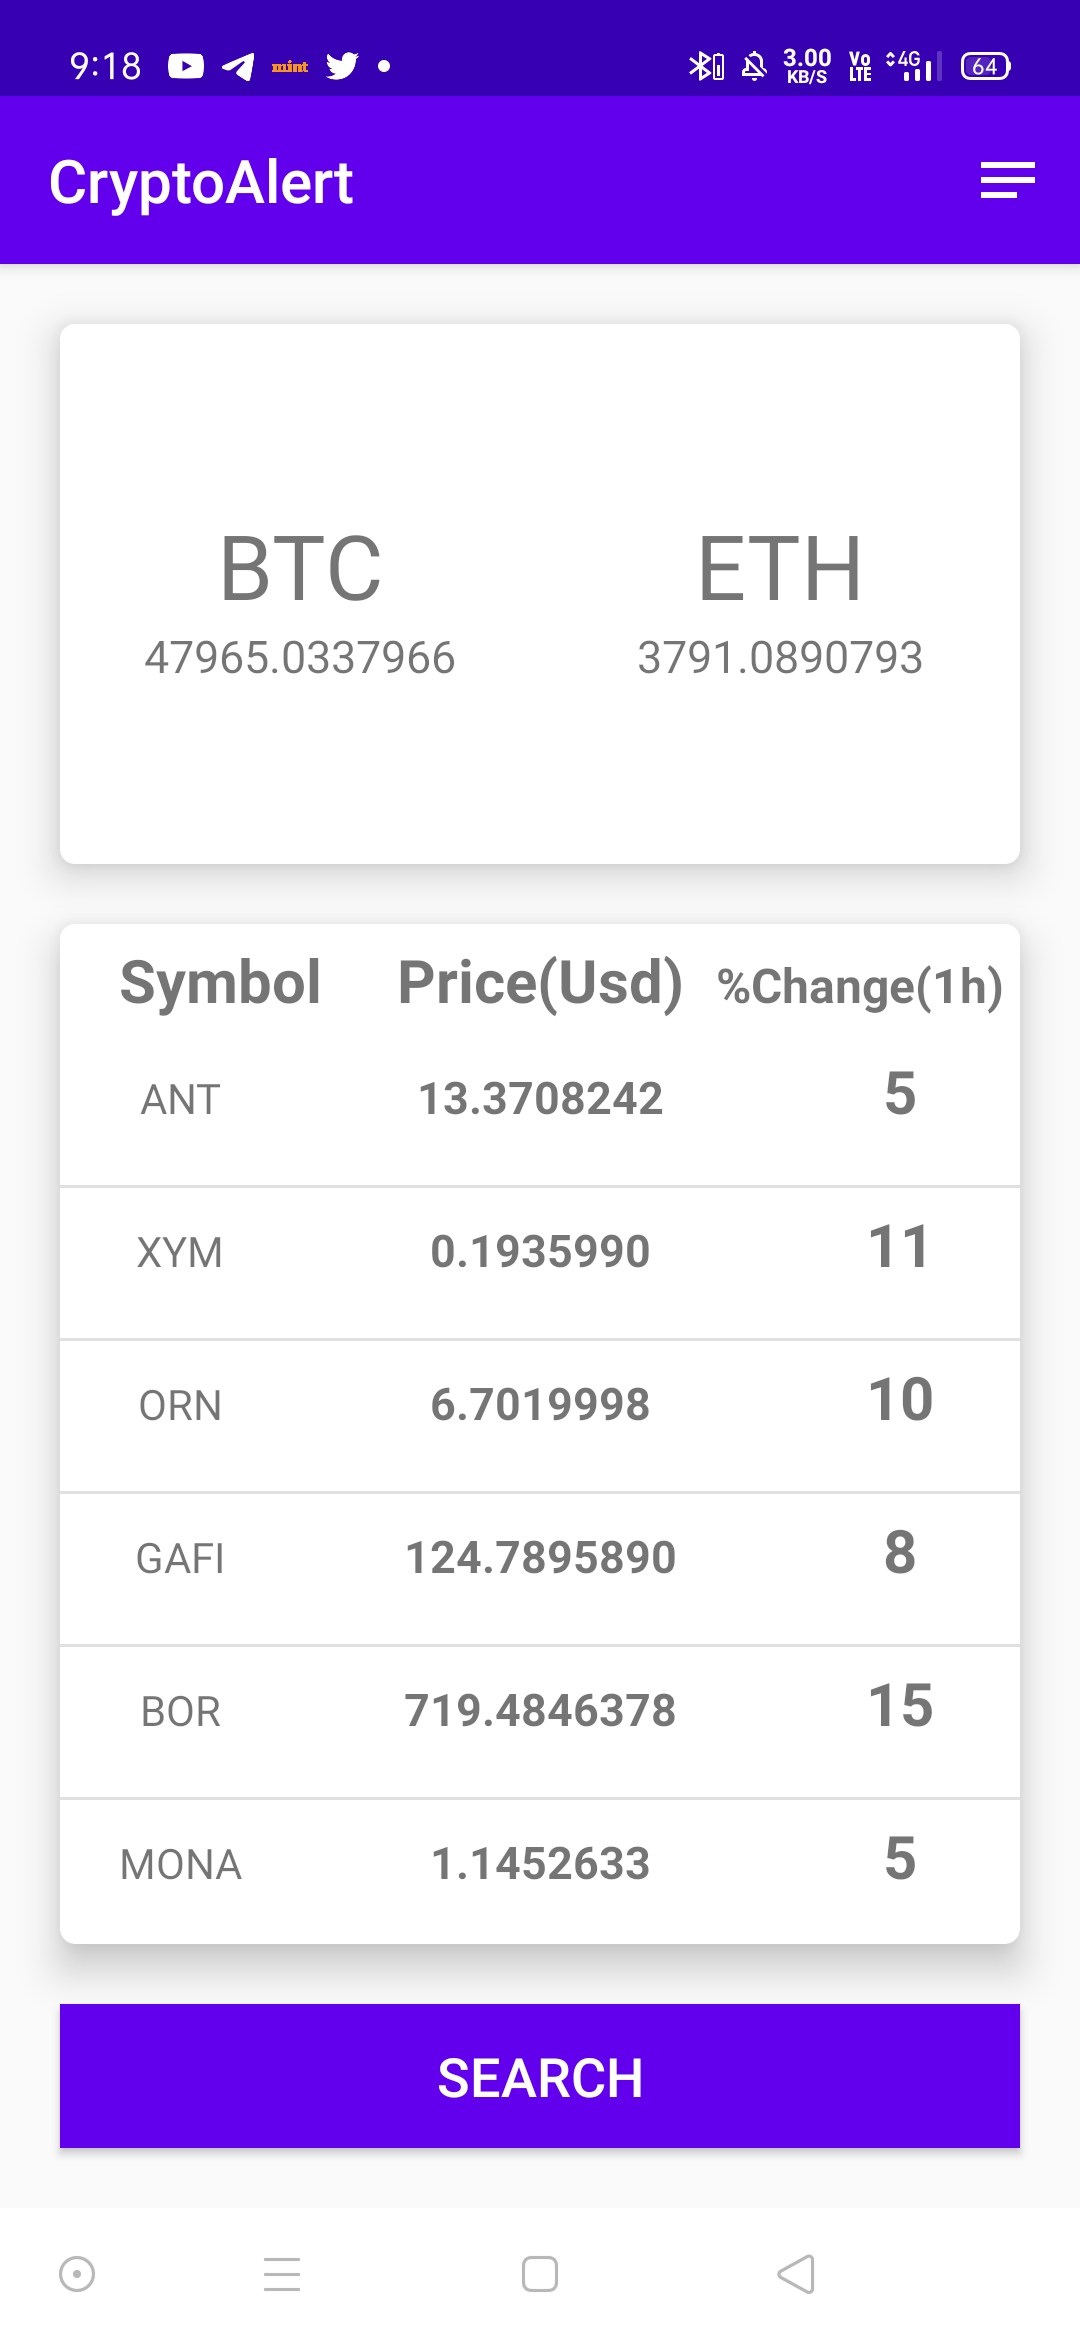 9:18 mint 3.00 KB/S Vo LTE 4G 64
CryptoAlert
BTC ETH
47965.0337966 3791.0890793
Symbol Price(Usd) %Change(1h)
ANT 13.3708242 5
XYM 0.1935990 11
ORN 6.7019998 10
GAFI 124.7895890 8
BOR 719.4846378 15
MONA 1.1452633 5
SEARCH